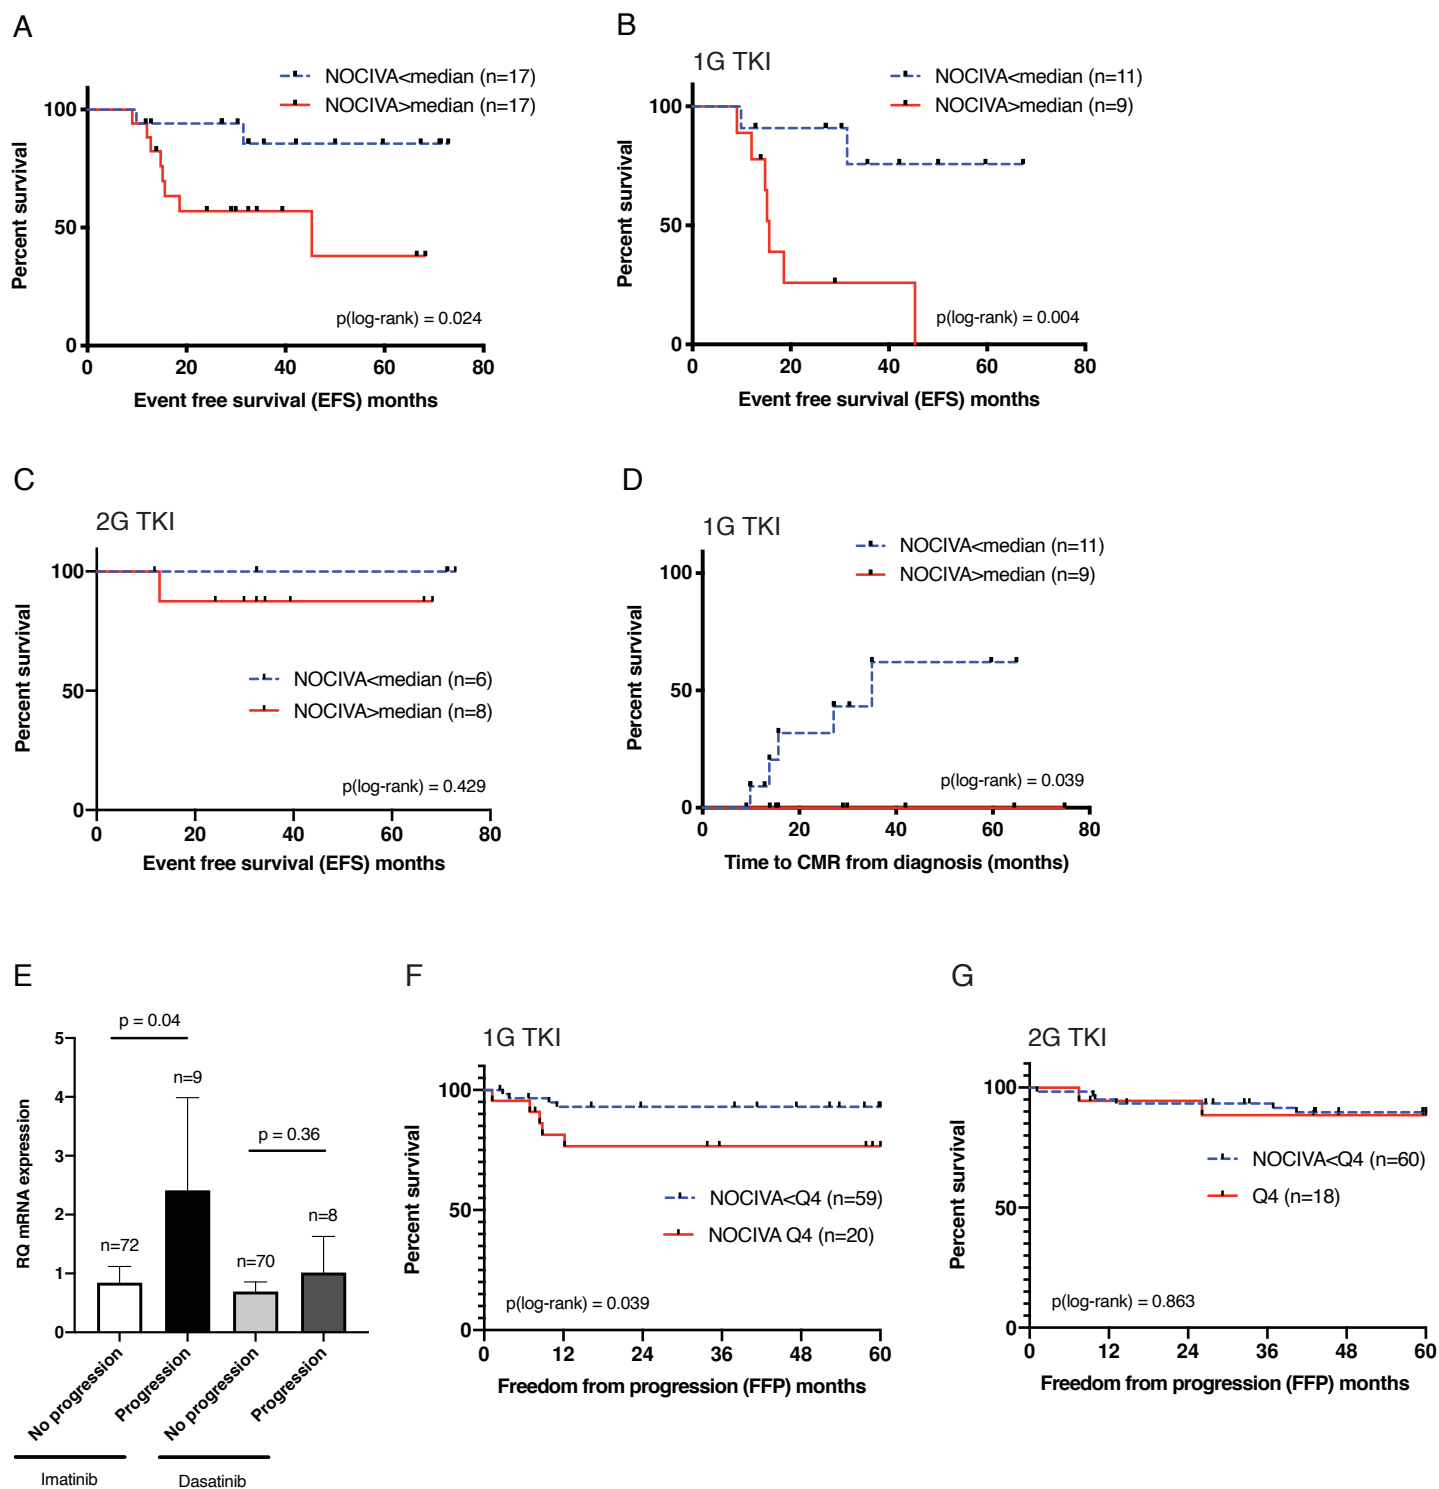 A
NOCIVA<median (n=17)
NOCIVA>median (n=17)
100
50
0
Percent survival
p(log-rank) = 0.024
0 20 40 60 80
Event free survival (EFS) months
B
1G TKI
NOCIVA<median (n=11)
NOCIVA>median (n=9)
100
50
0
Percent survival
p(log-rank) = 0.004
0 20 40 60 80
Event free survival (EFS) months
C
2G TKI
100
50
0
Percent survival
NOCIVA<median (n=6)
NOCIVA>median (n=8)
p(log-rank) = 0.429
0 20 40 60 80
Event free survival (EFS) months
D
1G TKI
NOCIVA<median (n=11)
NOCIVA>median (n=9)
100
50
0
Percent survival
p(log-rank) = 0.039
0 20 40 60 80
Time to CMR from diagnosis (months)
E
5
4
3
2
1
0
RQ mRNA expression
p = 0.04
n=9
p = 0.36
n=72
n=70
n=8
No progression
Progression
No progression
Progression
Imatinib
Dasatinib
F
1G TKI
100
50
0
Percent survival
NOCIVA<Q4 (n=59)
NOCIVA Q4 (n=20)
p(log-rank) = 0.039
0 12 24 36 48 60
Freedom from progression (FFP) months
G
2G TKI
100
50
0
Percent survival
NOCIVA<Q4 (n=60)
Q4 (n=18)
p(log-rank) = 0.863
0 12 24 36 48 60
Freedom from progression (FFP) months